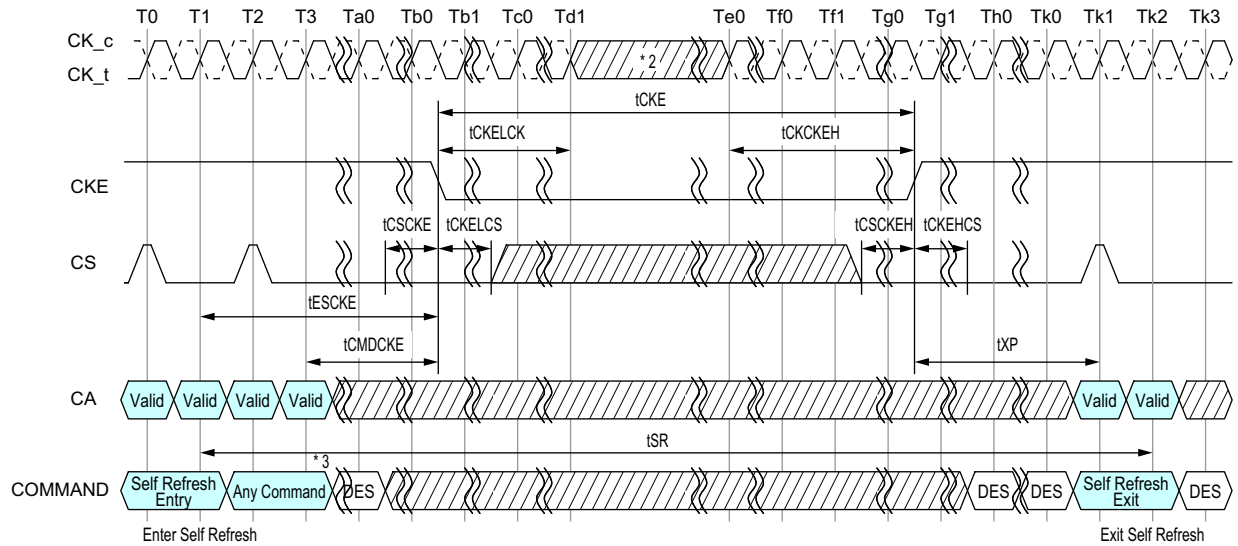 T0 T1 T2 T3 Ta0 Tb0 Tb1 Tc0 Td1 Te0 Tf0 Tf1 Tg0 Tg1 Th0 Tk0 Tk1 Tk2 Tk3
CK_c
CK_t
* 2
tCKE
tCKELCK tCKCKEH
CKE
tCSCKE tCKELCS tCSCKEH tCKEHCS
CS
tESCKE
tCMDCKE tXP
CA Valid Valid Valid Valid Valid Valid
tSR
* 3
COMMAND Self Refresh Entry Any Command DES DES DES Self Refresh Exit DES
Enter Self Refresh Exit Self Refresh